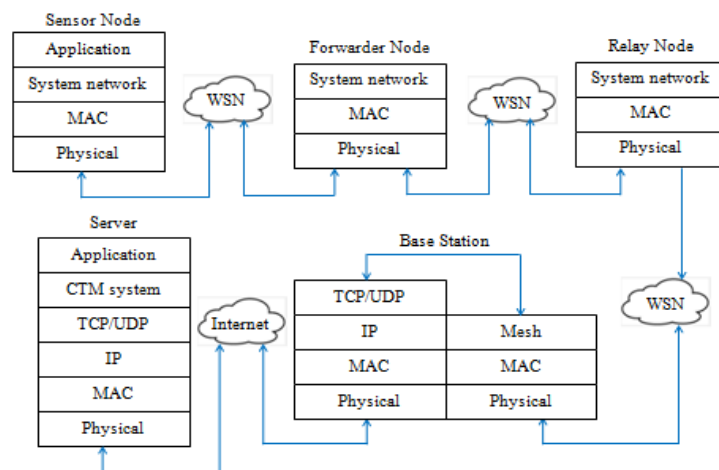 Sensor Node
Application
System network
MAC
Physical
WSN
Forwarder Node
System network
MAC
Physical
WSN
Relay Node
System network
MAC
Physical
Server
Application
CTM system
TCP/UDP
IP
MAC
Physical
Internet
Base Station
TCP/UDP
IP
MAC
Physical
Mesh
MAC
Physical
WSN